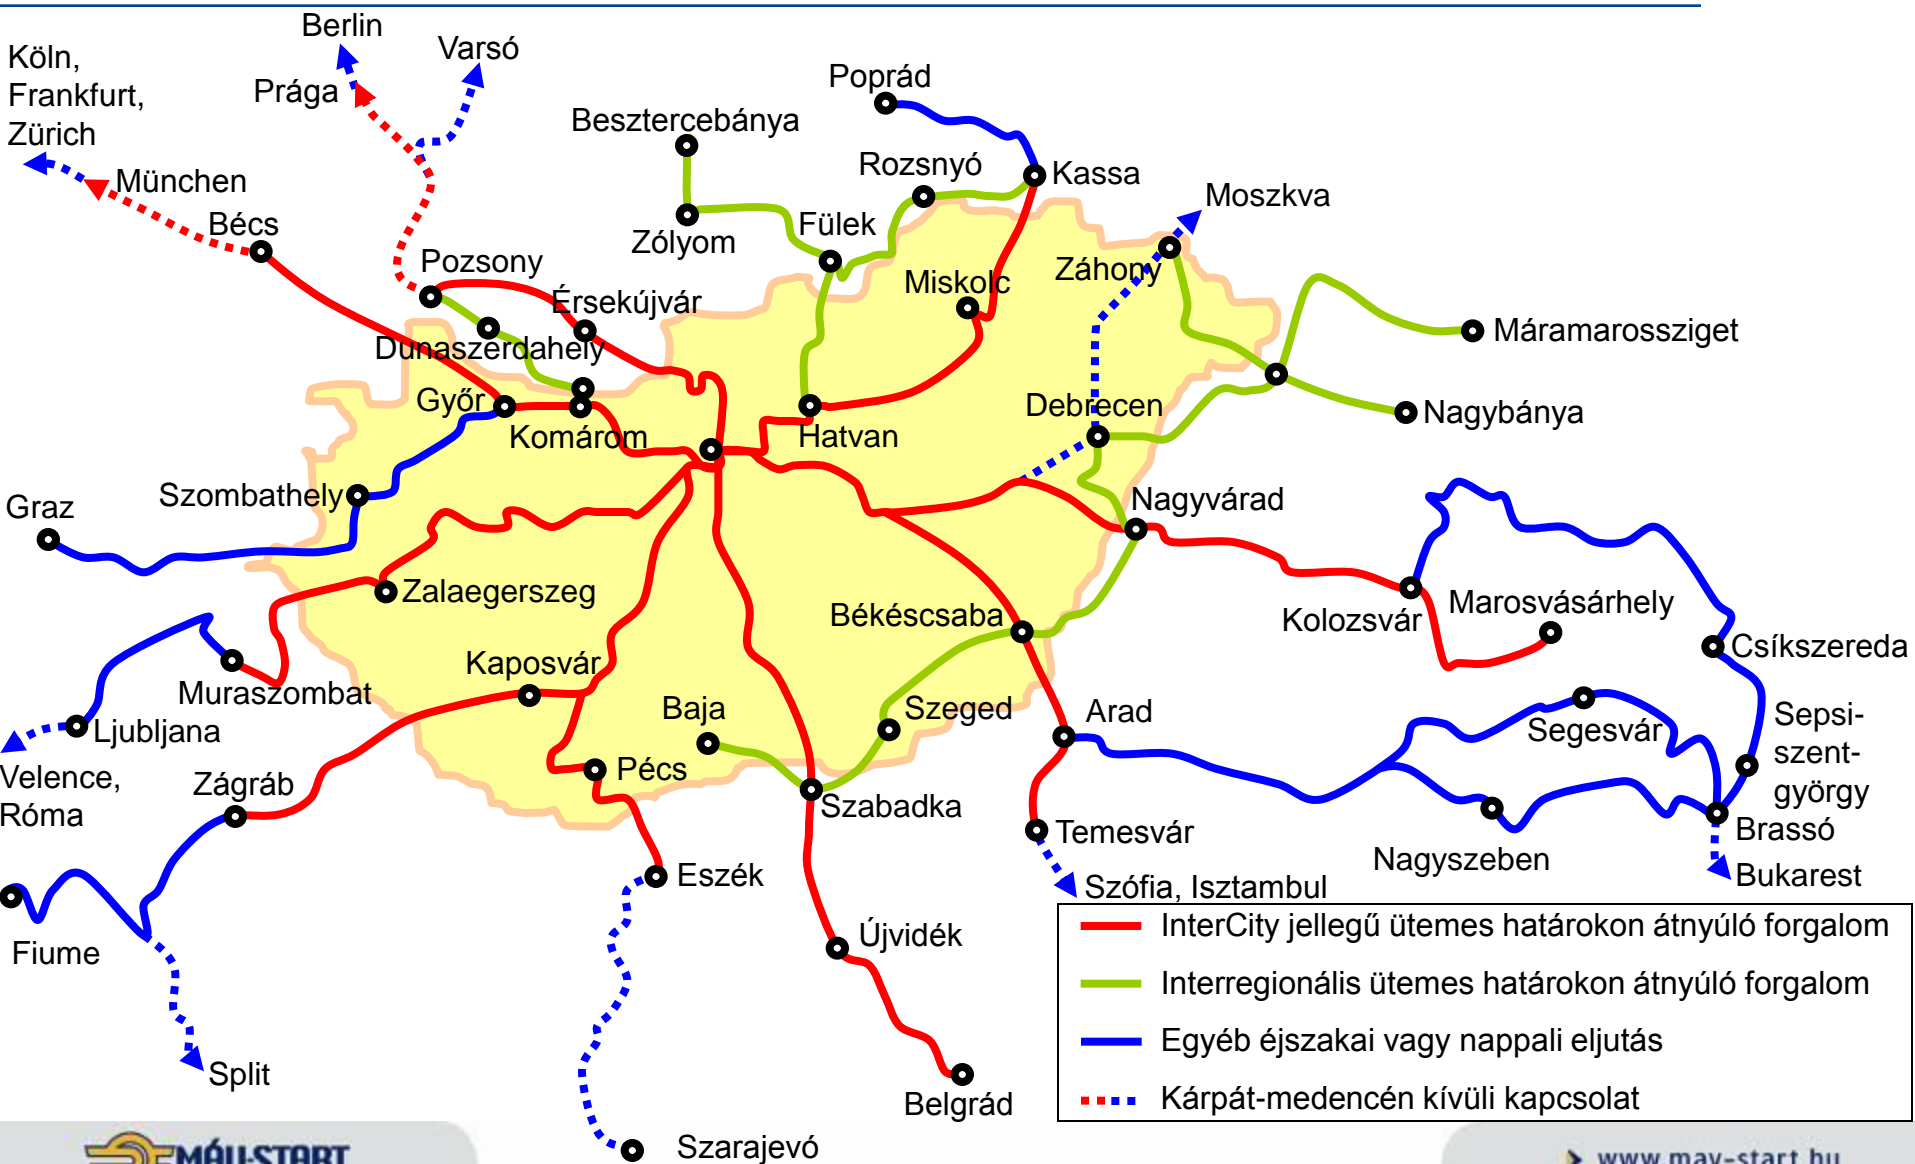 Berlin
Varsó
Köln,
Frankfurt,
Zürich
Prága
Poprád
Besztercebánya
Rozsnyó
Kassa
München
Moszkva
Bécs
Zólyom
Fülek
Pozsony
Záhony
Miskolc
Érsekújvár
Máramarossziget
Dunaszerdahely
Győr
Debrecen
Nagybánya
Komárom
Hatvan
Szombathely
Graz
Nagyvárad
Zalaegerszeg
Békéscsaba
Kolozsvár
Marosvásárhely
Csíkszereda
Kaposvár
Muraszombat
Baja
Szeged
Arad
Segesvár
Sepsi-
szent-
györgy
Ljubljana
Velence,
Róma
Zágráb
Pécs
Szabadka
Temesvár
Brassó
Nagyszeben
Bukarest
Eszék
Szófia, Isztambul
Fiume
Újvidék
InterCity jellegű ütemes határokon átnyúló forgalom
Interregionális ütemes határokon átnyúló forgalom
Egyéb éjszakai vagy nappali eljutás
Kárpát-medencén kívüli kapcsolat
Split
Belgrád
Szarajevó
MÁV-START
www.mav-start.hu